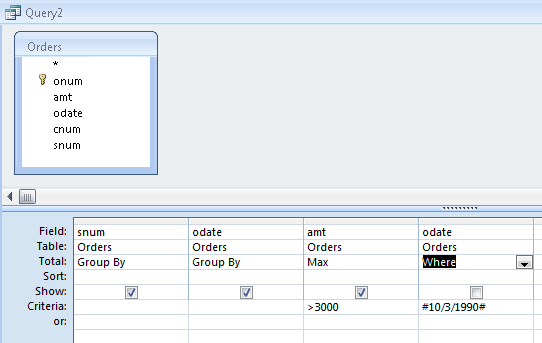 Query2
Orders
*
onum
amt
odate
cnum
snum
Field: snum odate amt odate
Table: Orders Orders Orders Orders
Total: Group By Group By Max Where
Sort:
Show:
Criteria: >3000 #10/3/1990#
or: